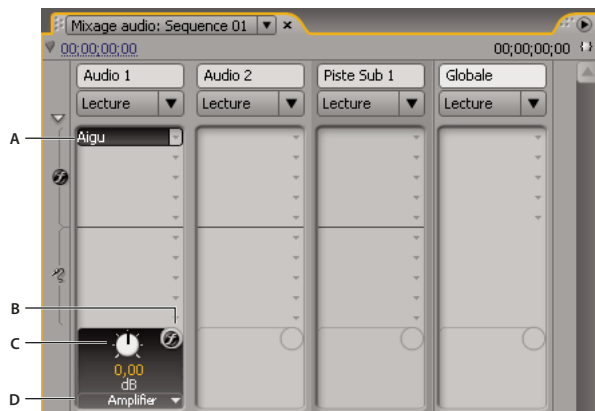 Mixage audio: Sequence 01
00;00;00;00 00;00;00;00
Audio 1 Audio 2 Piste Sub 1 Globale
Lecture Lecture Lecture Lecture
A Aigu
B
C
0,00
dB
D Amplifier